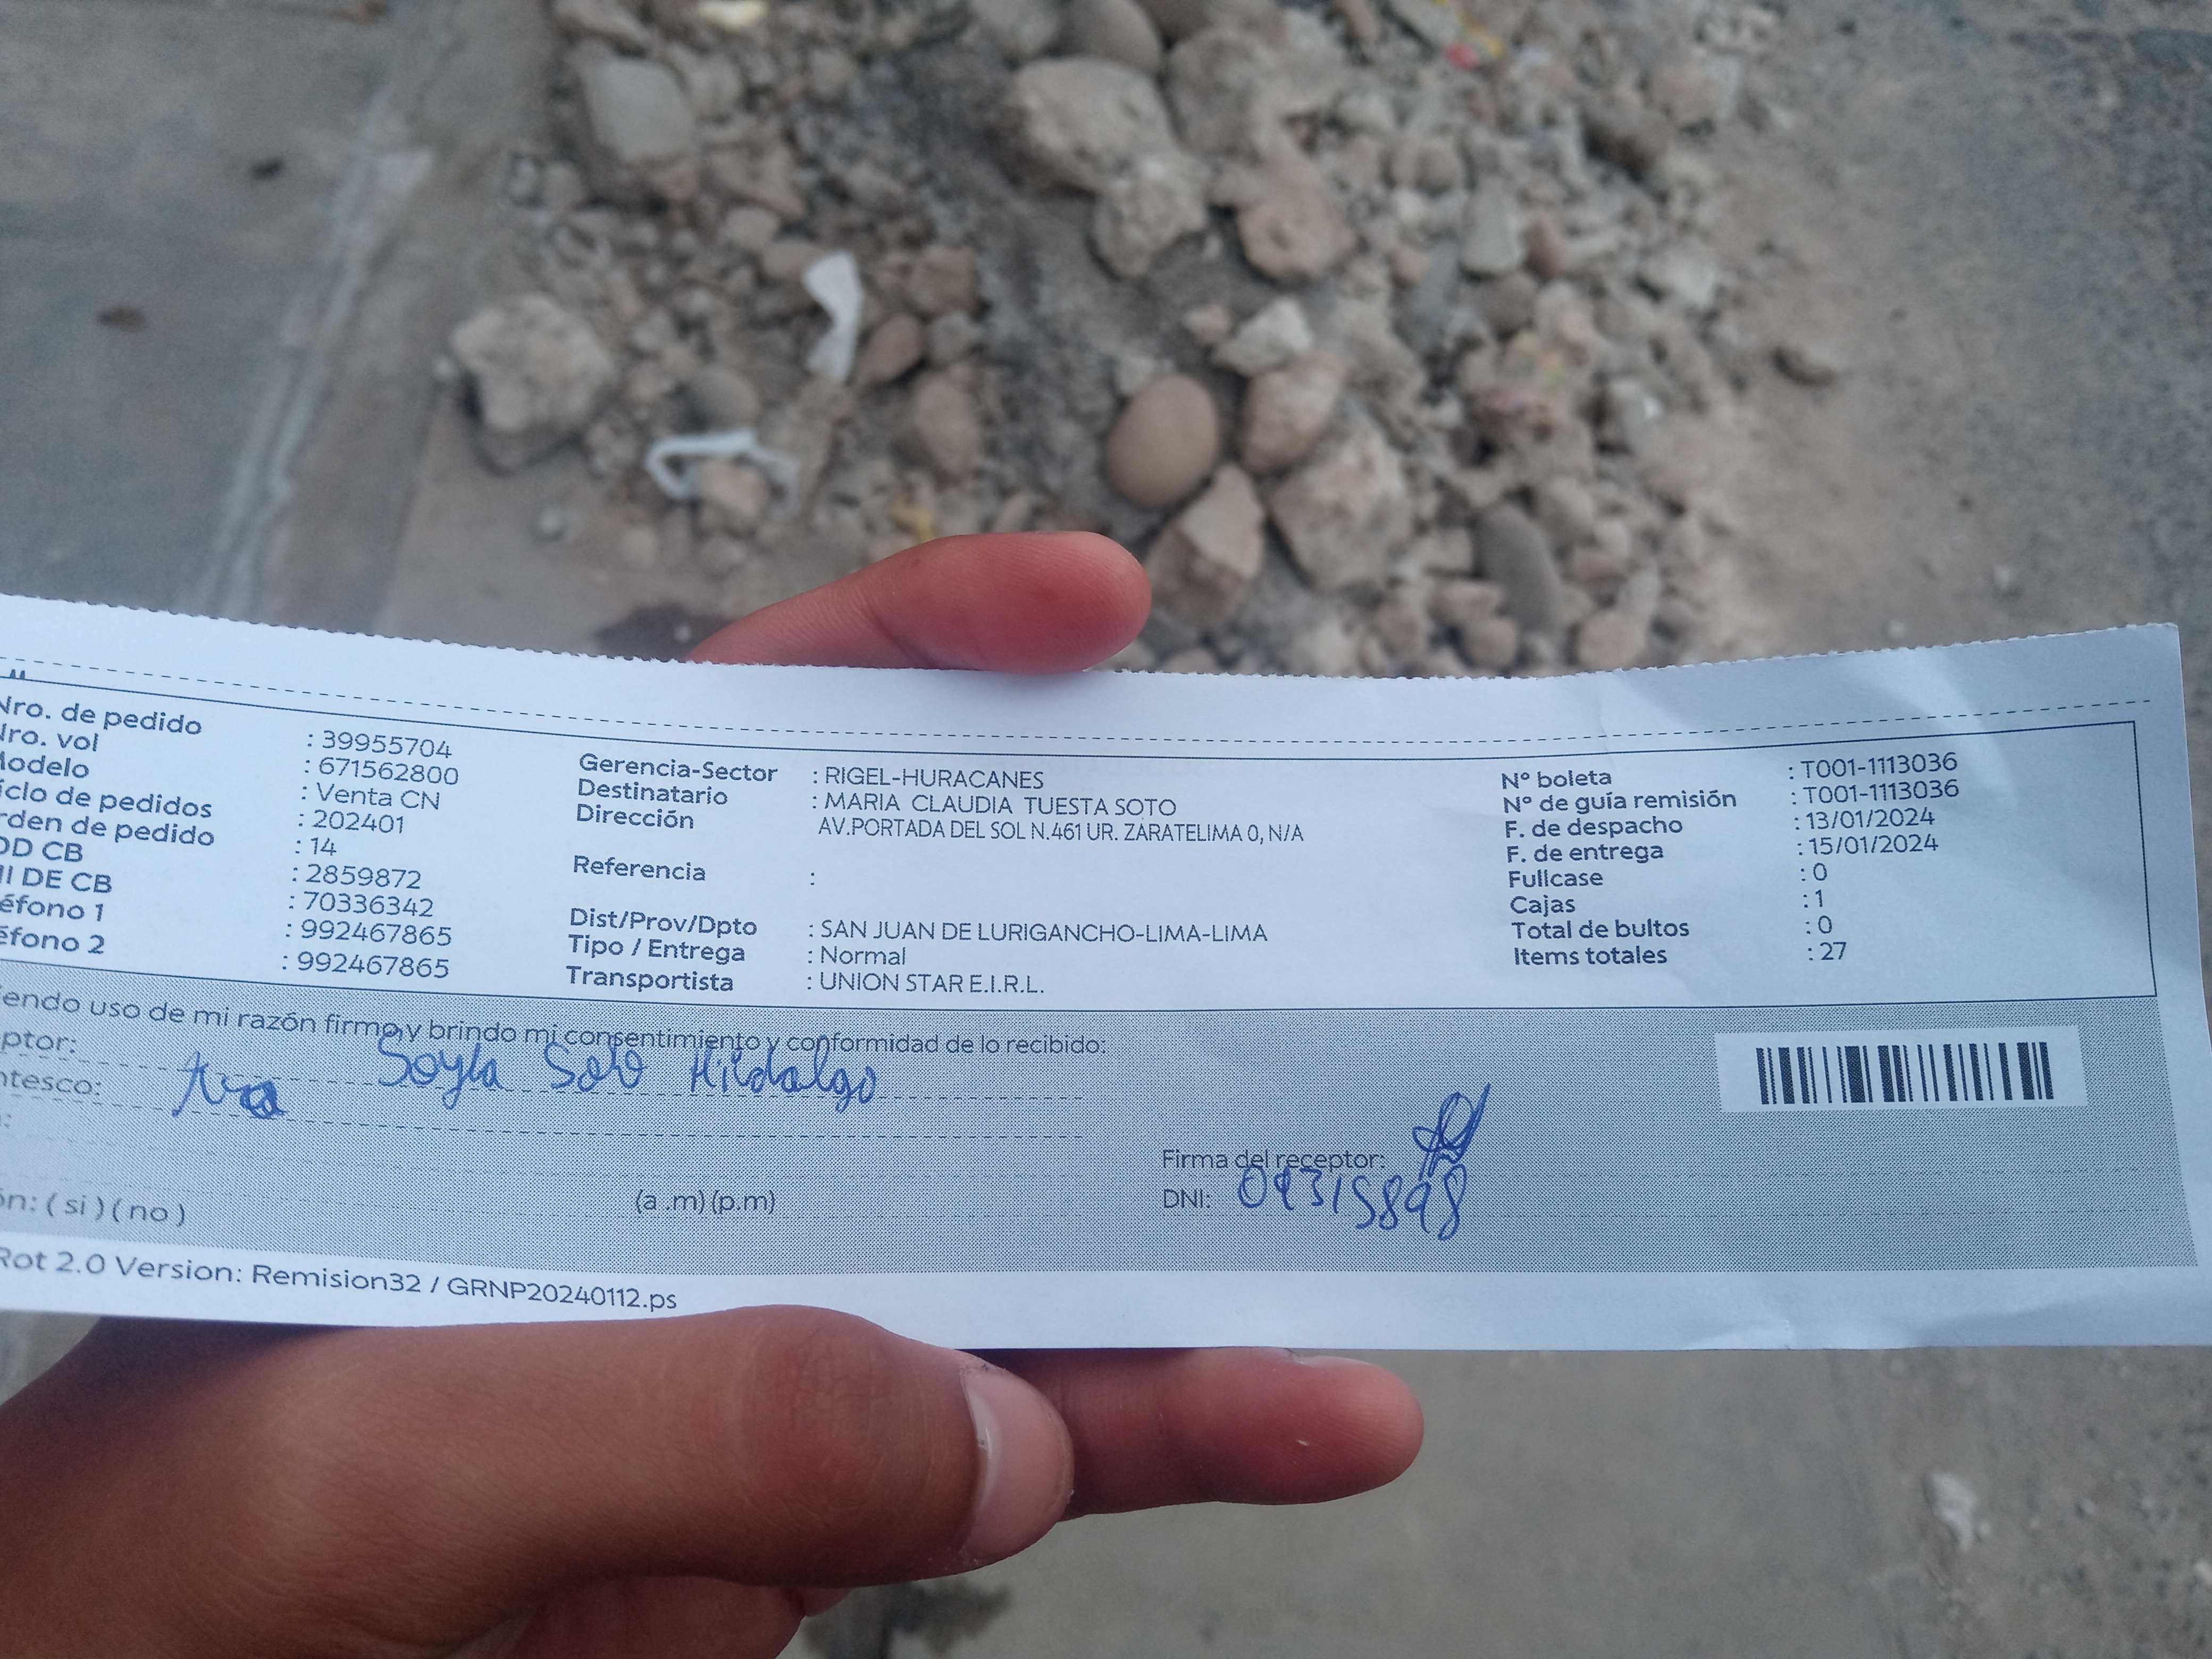 Nro. de pedido : 39955704
Nro. vol : 671562800
Modelo : Venta CN
iclo de pedidos : 202401
rden de pedido : 14
OD CB : 2859872
NI DE CB : 70336342
éfono 1 : 992467865
éfono 2 : 992467865
Gerencia-Sector : RIGEL-HURACANES
Destinatario : MARIA CLAUDIA TUESTA SOTO
Dirección AV.PORTADA DEL SOL N.461 UR. ZARATELIMA 0, N/A
Referencia :
Dist/Prov/Dpto : SAN JUAN DE LURIGANCHO-LIMA-LIMA
Tipo / Entrega : Normal
Transportista : UNION STAR E.I.R.L.
Nº boleta : T001-1113036
Nº de guía remisión : T001-1113036
F. de despacho : 13/01/2024
F. de entrega : 15/01/2024
Fullcase : 0
Cajas : 1
Total de bultos : 0
Items totales : 27
iendo uso de mi razón firmo y brindo mi consentimiento y conformidad de lo recibido:
ptor: Soyla Soto Hidalgo
ntesco:
ón: ( si ) ( no ) (a .m) (p.m)
Firma del receptor:
DNI: 09315898
Rot 2.0 Version: Remision32 / GRNP20240112.ps